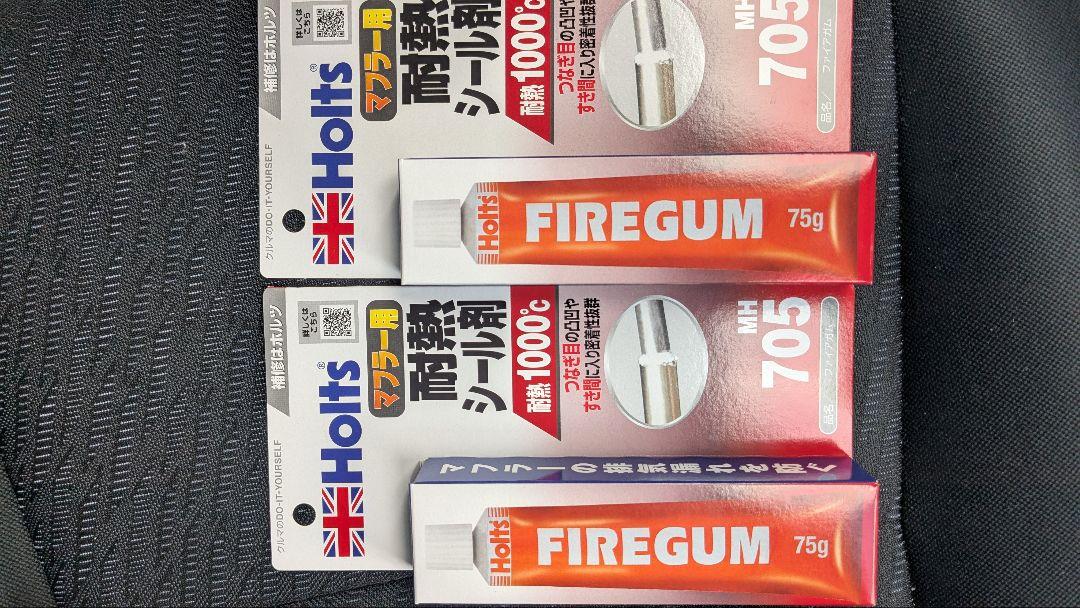 補修はホルツ
詳しくは
こちら
クルマのDO-IT-YOURSELF
Holts®
マフラー用
耐熱
シール剤
耐熱1000℃
つなぎ目の凸凹や
すき間に入り密着性抜群
MH
705
品名／ファイアガム
Holts
FIREGUM
75g
補修はホルツ
詳しくは
こちら
クルマのDO-IT-YOURSELF
Holts®
マフラー用
耐熱
シール剤
耐熱1000℃
つなぎ目の凸凹や
すき間に入り密着性抜群
MH
705
品名／ファイアガム
マフラーの排気漏れを防ぐ
Holts
FIREGUM
75g